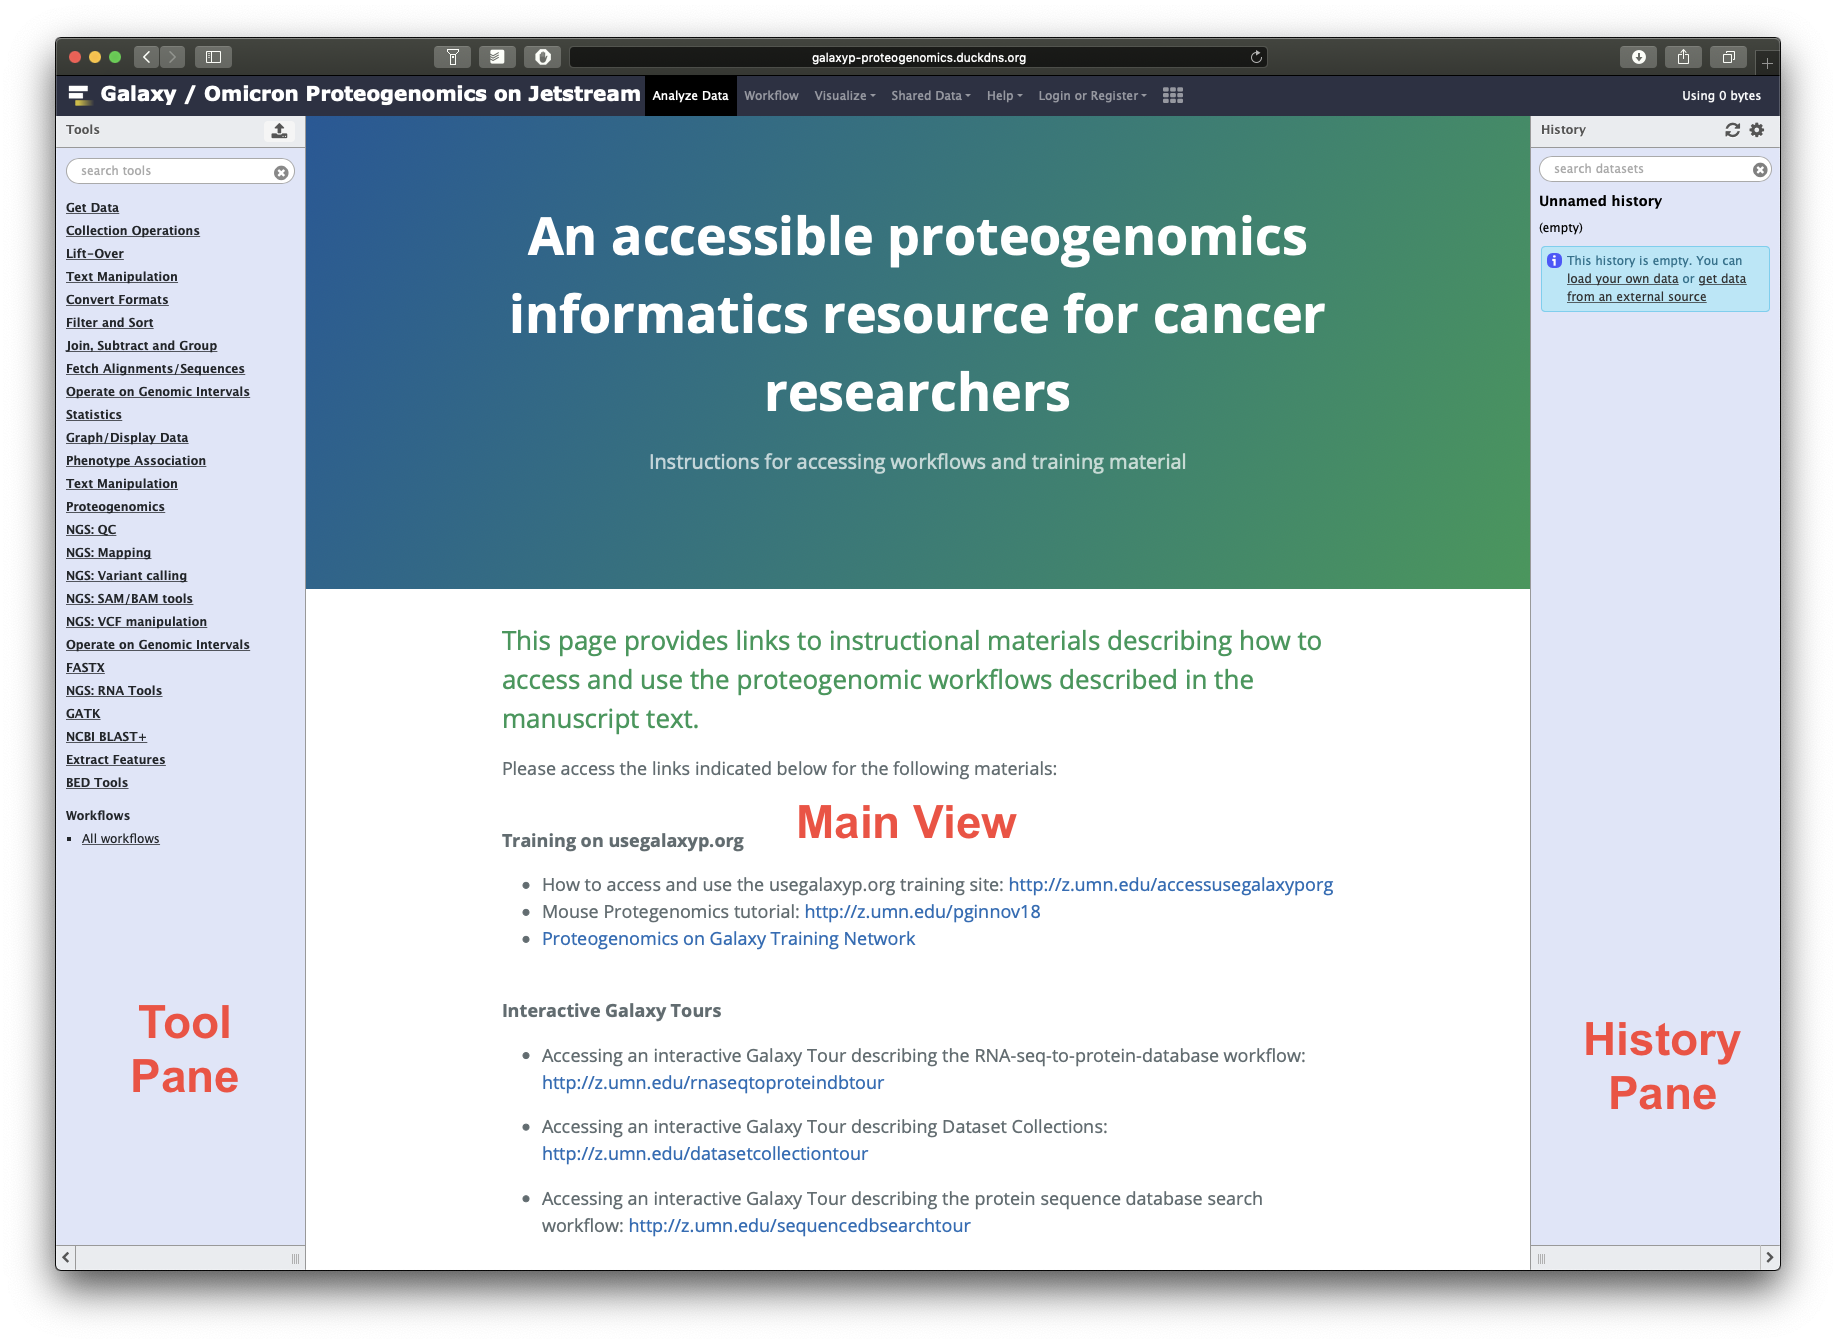 galaxyp-proteogenomics.duckdns.org
Galaxy / Omicron Proteogenomics on Jetstream
Analyze Data
Workflow
Visualize
Shared Data
Help
Login or Register
Using 0 bytes
Tools
search tools
Get Data
Collection Operations
Lift-Over
Text Manipulation
Convert Formats
Filter and Sort
Join, Subtract and Group
Fetch Alignments/Sequences
Operate on Genomic Intervals
Statistics
Graph/Display Data
Phenotype Association
Text Manipulation
Proteogenomics
NGS: QC
NGS: Mapping
NGS: Variant calling
NGS: SAM/BAM tools
NGS: VCF manipulation
Operate on Genomic Intervals
FASTX
NGS: RNA Tools
GATK
NCBI BLAST+
Extract Features
BED Tools
Workflows
All workflows
Tool
Pane
An accessible proteogenomics
informatics resource for cancer
researchers
Instructions for accessing workflows and training material
This page provides links to instructional materials describing how to
access and use the proteogenomic workflows described in the
manuscript text.
Please access the links indicated below for the following materials:
Main View
Training on usegalaxyp.org
How to access and use the usegalaxyp.org training site: http://z.umn.edu/accessusegalaxyporg
Mouse Protegenomics tutorial: http://z.umn.edu/pginnov18
Proteogenomics on Galaxy Training Network
Interactive Galaxy Tours
Accessing an interactive Galaxy Tour describing the RNA-seq-to-protein-database workflow:
http://z.umn.edu/rnaseqtoproteindbtour
Accessing an interactive Galaxy Tour describing Dataset Collections:
http://z.umn.edu/datasetcollectiontour
Accessing an interactive Galaxy Tour describing the protein sequence database search
workflow: http://z.umn.edu/sequencedbsearchtour
History
search datasets
Unnamed history
(empty)
This history is empty. You can
load your own data or get data
from an external source
History
Pane